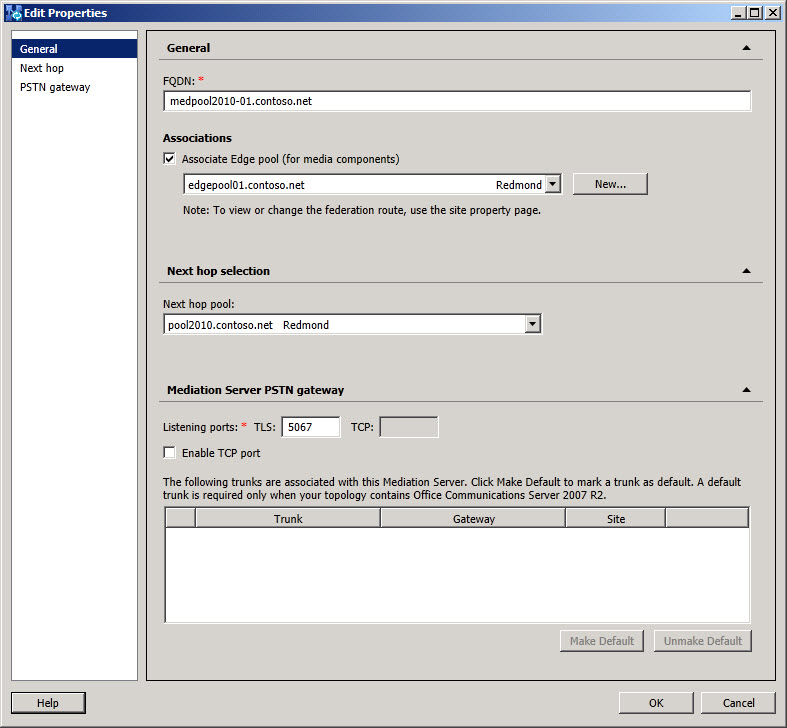 Edit Properties
General
Next hop
PSTN gateway
General
FQDN: *
medpool2010-01.contoso.net
Associations
Associate Edge pool (for media components)
edgepool01.contoso.net Redmond
New...
Note: To view or change the federation route, use the site property page.
Next hop selection
Next hop pool:
pool2010.contoso.net Redmond
Mediation Server PSTN gateway
Listening ports: * TLS: 5067 TCP:
Enable TCP port
The following trunks are associated with this Mediation Server. Click Make Default to mark a trunk as default. A default
trunk is required only when your topology contains Office Communications Server 2007 R2.
Trunk Gateway Site
Make Default Unmake Default
Help OK Cancel